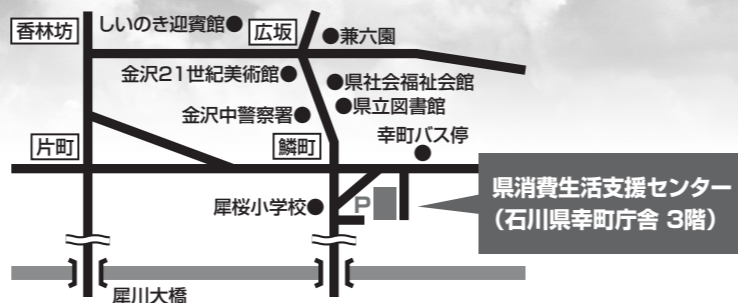 香林坊
しいのき迎賓館
広坂
兼六園
金沢21世紀美術館
県社会福祉会館
県立図書館
金沢中警察署
幸町バス停
片町
鱗町
県消費生活支援センター
（石川県幸町庁舎 3階）
犀桜小学校
P
犀川大橋